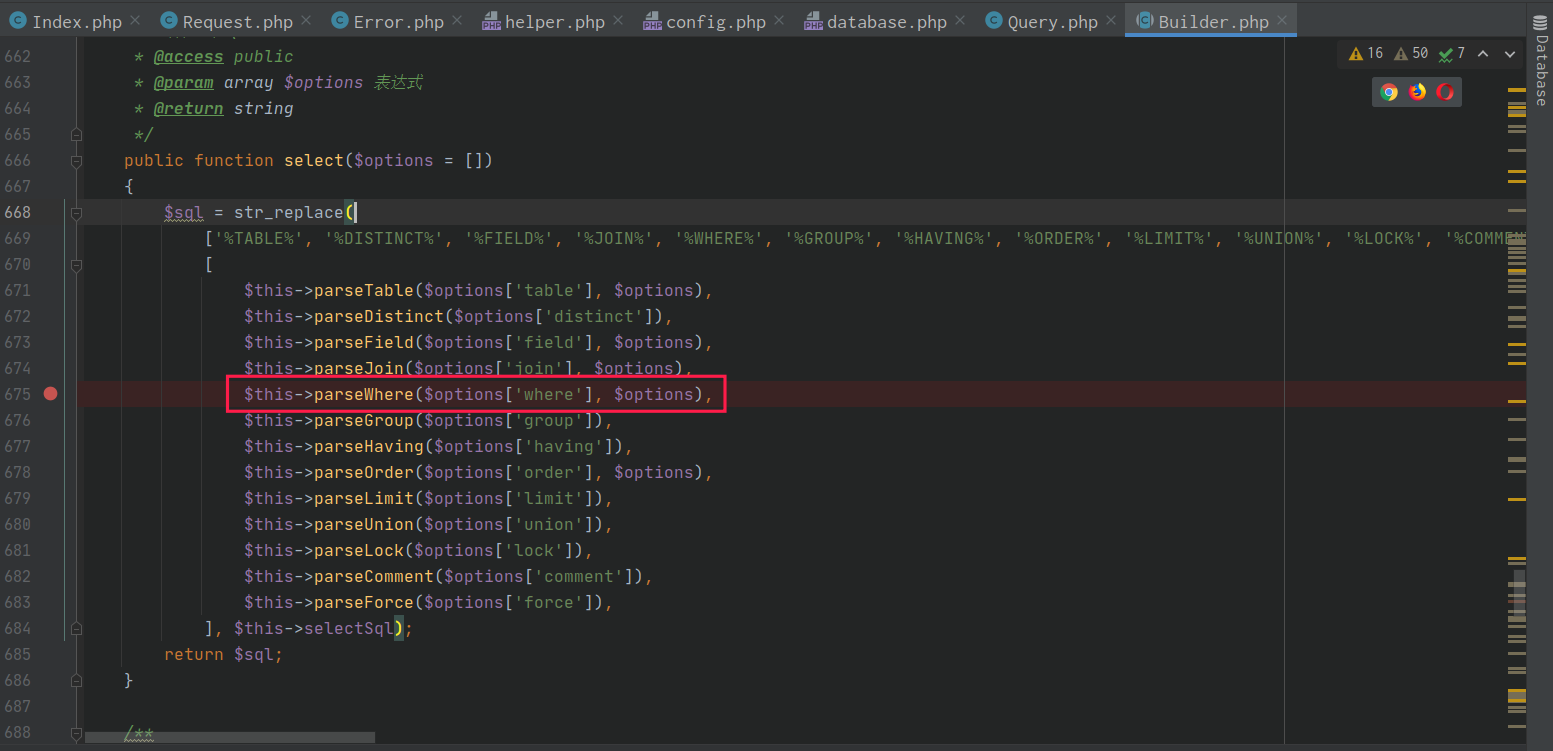 Index.php Request.php Error.php helper.php config.php database.php Query.php Builder.php
Database
16 50 7
662 * @access public
663 * @param array $options 表达式
664 * @return string
665 */
666 public function select($options = [])
667 {
668 $sql = str_replace(
669 ['%TABLE%', '%DISTINCT%', '%FIELD%', '%JOIN%', '%WHERE%', '%GROUP%', '%HAVING%', '%ORDER%', '%LIMIT%', '%UNION%', '%LOCK%', '%COMMEN
670 [
671 $this->parseTable($options['table'], $options),
672 $this->parseDistinct($options['distinct']),
673 $this->parseField($options['field'], $options),
674 $this->parseJoin($options['join'], $options),
675 $this->parseWhere($options['where'], $options),
676 $this->parseGroup($options['group']),
677 $this->parseHaving($options['having']),
678 $this->parseOrder($options['order'], $options),
679 $this->parseLimit($options['limit']),
680 $this->parseUnion($options['union']),
681 $this->parseLock($options['lock']),
682 $this->parseComment($options['comment']),
683 $this->parseForce($options['force']),
684 ], $this->selectSql);
685 return $sql;
686 }
687
688 /**